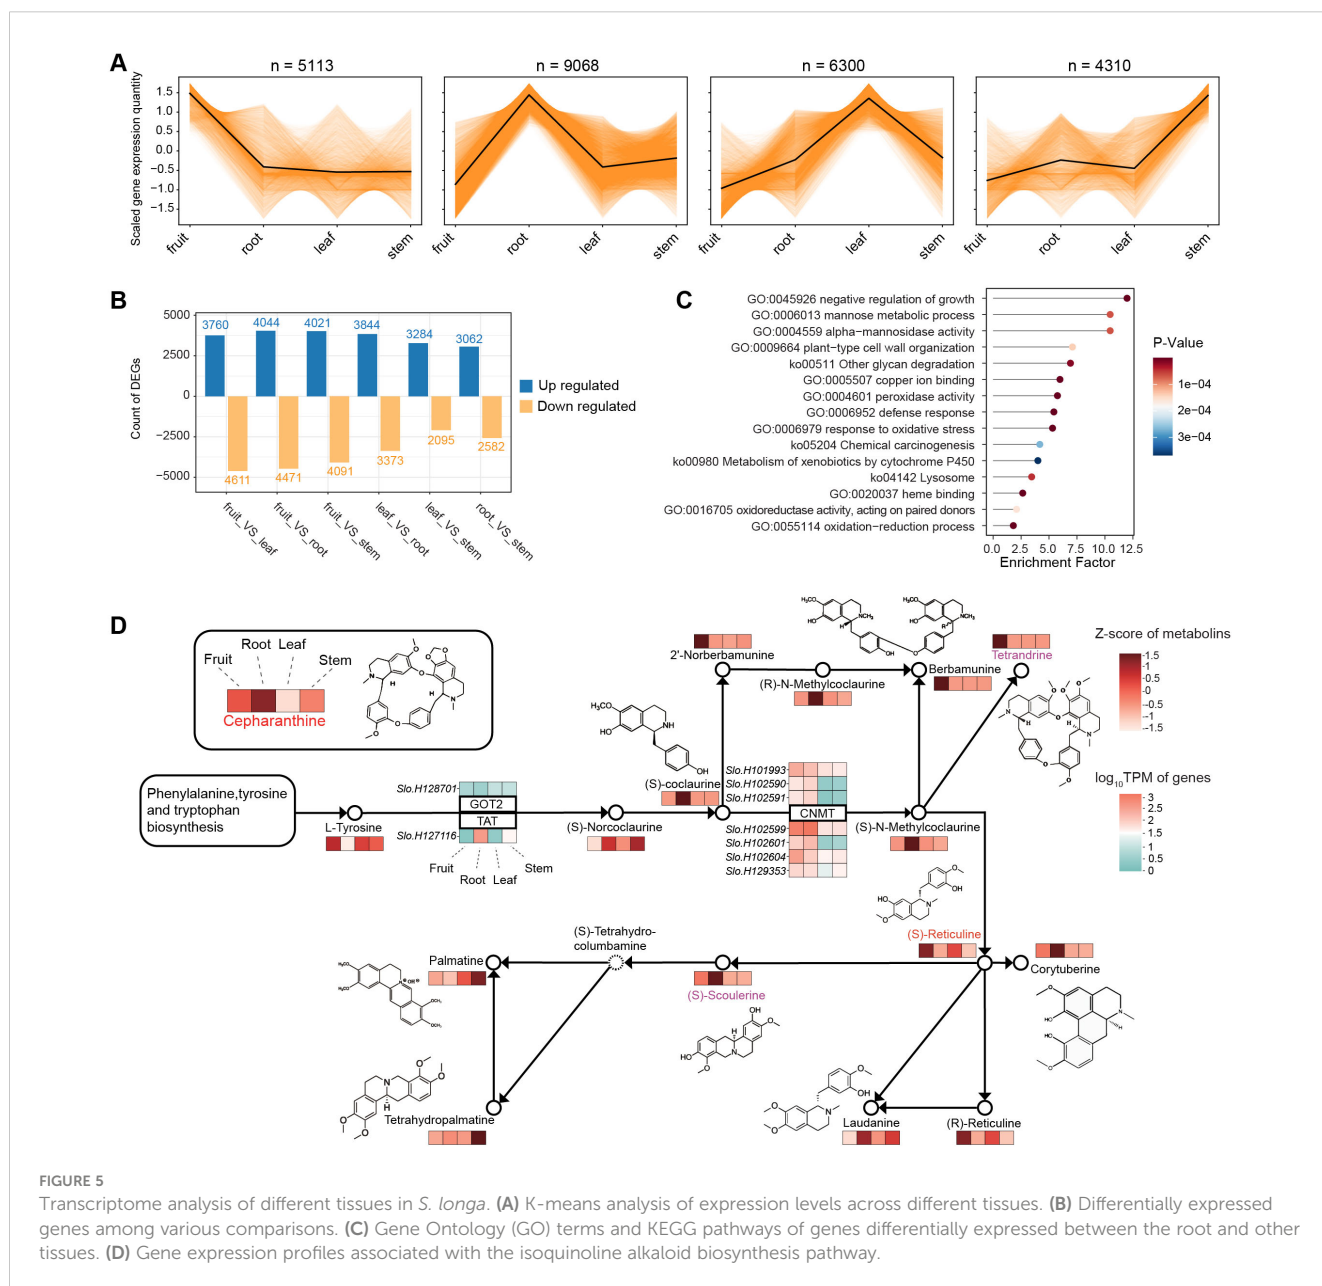 A
n = 5113
n = 9068
n = 6300
n = 4310
Scaled gene expression quantity
1.5
1.0
0.5
0.0
−0.5
−1.0
−1.5
fruit
root
leaf
stem
fruit
root
leaf
stem
fruit
root
leaf
stem
fruit
root
leaf
stem
B
Count of DEGs
5000
2500
0
−2500
−5000
3760
4044
4021
3844
3284
3062
4611
4471
4091
3373
2095
2582
fruit_VS_leaf
fruit_VS_root
fruit_VS_stem
leaf_VS_root
leaf_VS_stem
root_VS_stem
Up regulated
Down regulated
C
GO:0045926 negative regulation of growth
GO:0006013 mannose metabolic process
GO:0004559 alpha−mannosidase activity
GO:0009664 plant−type cell wall organization
ko00511 Other glycan degradation
GO:0005507 copper ion binding
GO:0004601 peroxidase activity
GO:0006952 defense response
GO:0006979 response to oxidative stress
ko05204 Chemical carcinogenesis
ko00980 Metabolism of xenobiotics by cytochrome P450
ko04142 Lysosome
GO:0020037 heme binding
GO:0016705 oxidoreductase activity, acting on paired donors
GO:0055114 oxidation−reduction process
0.0 2.5 5.0 7.5 10.0 12.5
Enrichment Factor
P-Value
1e−04
2e−04
3e−04
D
Fruit
Root
Leaf
Stem
Cepharanthine
Phenylalanine,tyrosine
and tryptophan
biosynthesis
L-Tyrosine
Slo.H128701
GOT2
TAT
Slo.H127116
Fruit
Root
Leaf
Stem
(S)-Norcoclaurine
(S)-coclaurine
2'-Norberbamunine
(R)-N-Methylcoclaurine
Berbamunine
Tetrandrine
Slo.H101993
Slo.H102590
Slo.H102591
CNMT
Slo.H102599
Slo.H102601
Slo.H102604
Slo.H129353
(S)-N-Methylcoclaurine
Z-score of metabolins
1.5
1
0.5
0
-0.5
-1
-1.5
log10TPM of genes
3
2.5
2
1.5
1
0.5
0
(S)-Reticuline
Corytuberine
(S)-Scoulerine
(S)-Tetrahydro-
columbamine
Palmatine
Tetrahydropalmatine
Laudanine
(R)-Reticuline
FIGURE 5
Transcriptome analysis of different tissues in S. longa. (A) K-means analysis of expression levels across different tissues. (B) Differentially expressed
genes among various comparisons. (C) Gene Ontology (GO) terms and KEGG pathways of genes differentially expressed between the root and other
tissues. (D) Gene expression profiles associated with the isoquinoline alkaloid biosynthesis pathway.